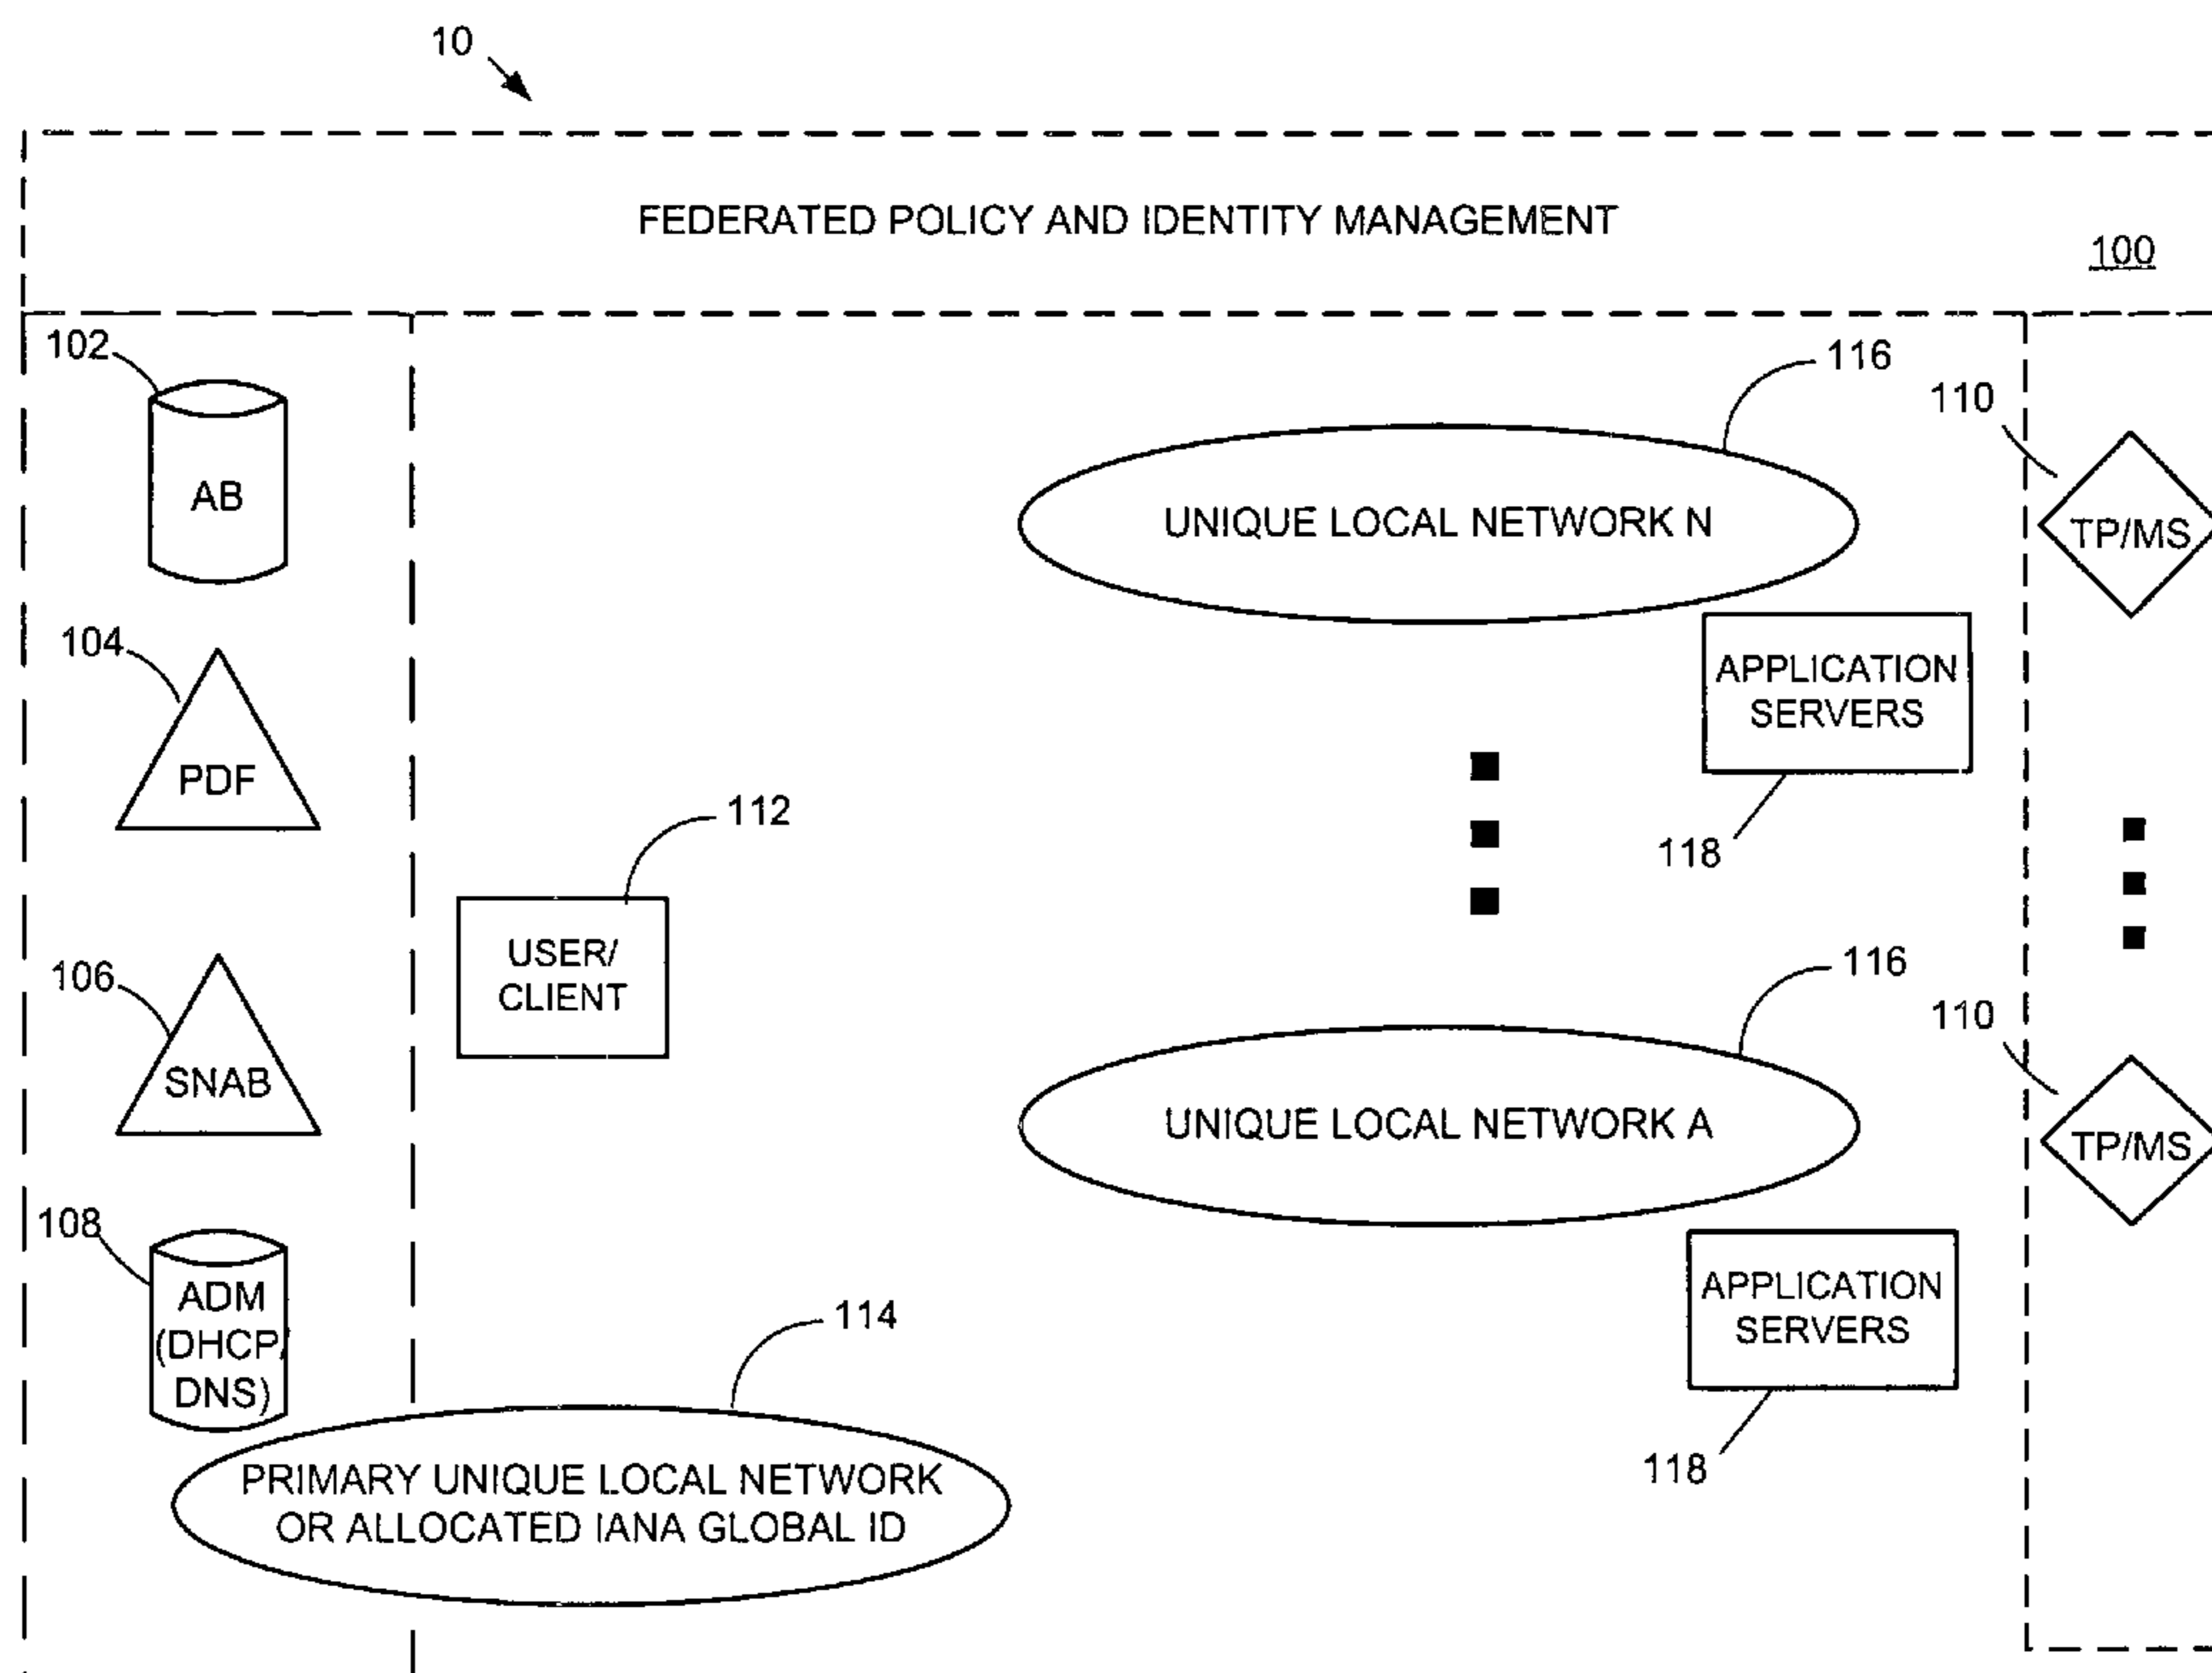 10
FEDERATED POLICY AND IDENTITY MANAGEMENT
100
102
AB
104
PDF
106
SNAB
108
ADM
(DHCP,
DNS)
112
USER/
CLIENT
114
PRIMARY UNIQUE LOCAL NETWORK
OR ALLOCATED IANA GLOBAL ID
116
UNIQUE LOCAL NETWORK N
APPLICATION
SERVERS
118
116
UNIQUE LOCAL NETWORK A
APPLICATION
SERVERS
118
110
TP/MS
110
TP/MS